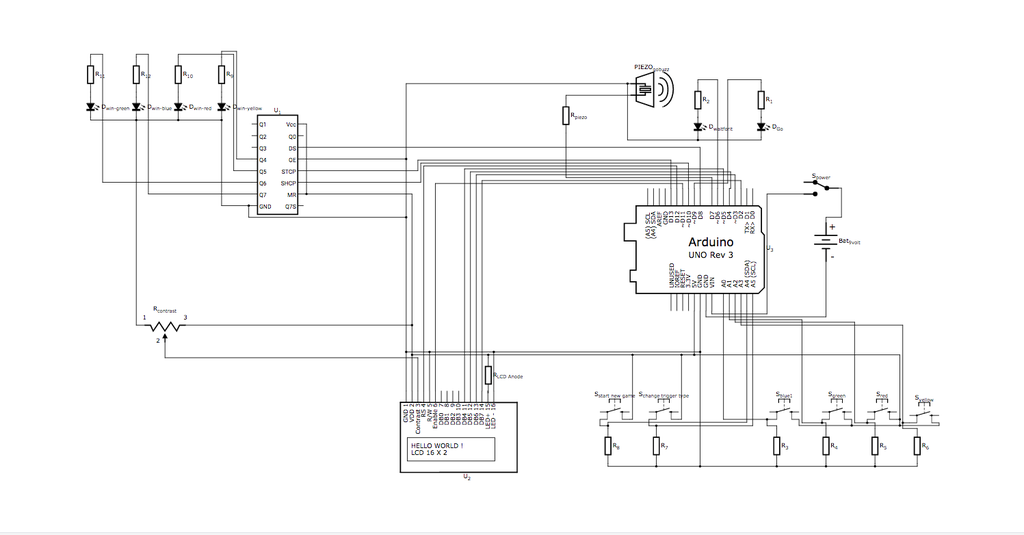 PIEZO
R11 R12 R10 R9
Dwin-green Dwin-blue Dwin-red Dwin-yellow
U1
Q1 Vcc
Q2 Q0
Q3 DS
Q4 OE
Q5 STCP
Q6 SHCP
Q7 MR
GND Q7S
Rpiezo
R2 R1
Dwaitfont DGo
Spower
+
Bat9volt
-
(A5) SCL
(A4) SDA
AREF
GND
D13
D12
~D11
~D10
~D9
D8
D7
~D6
~D5
D4
~D3
D2
TX> D1
RX> D0
Arduino
UNO Rev 3
U3
UNUSED
IOREF
RESET
3.3V
5V
GND
GND
VIN
A0
A1
A2
A3
A4 (SDA)
A5 (SCL)
Rcontrast
1 3
2
RLCD Anode
GND 1
VDD 2
Contrast 3
RS 4
R/W 5
Enable 6
DB0 7
DB1 8
DB2 9
DB3 10
DB4 11
DB5 12
DB6 13
DB7 14
LED+ 15
LED - 16
HELLO WORLD !
LCD 16 X 2
U2
Sstart new game Schange trigger type Sblue1 Sgreen Sred Syellow
R8 R7 R3 R4 R5 R6